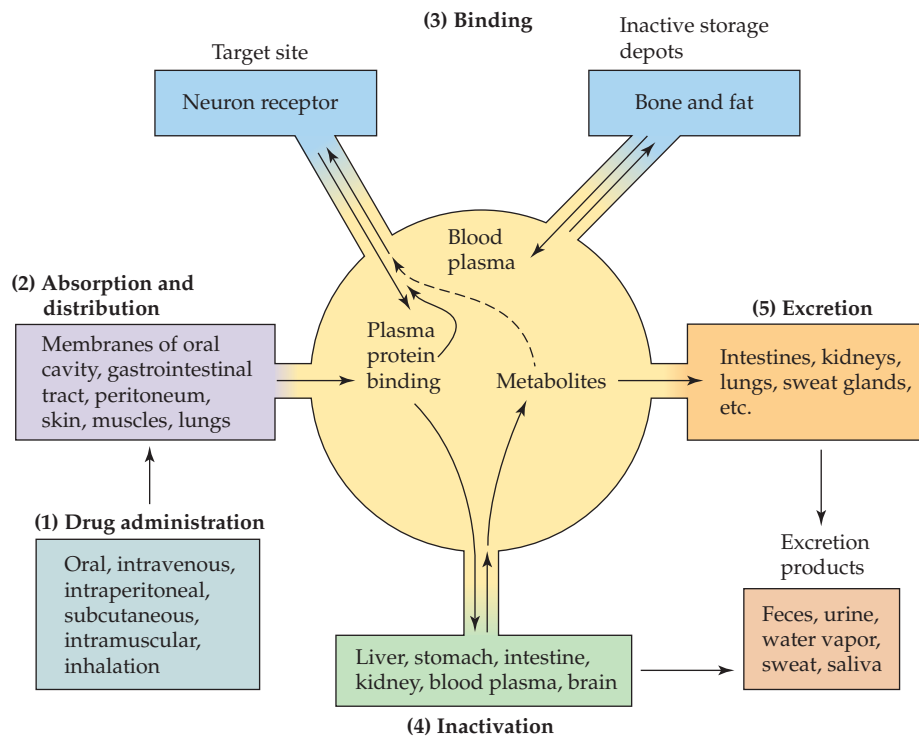 (3) Binding
Target site
Neuron receptor
Inactive storage
depots
Bone and fat
Blood
plasma
(2) Absorption and
distribution
Membranes of oral
cavity, gastrointestinal
tract, peritoneum,
skin, muscles, lungs
Plasma
protein
binding
Metabolites
(5) Excretion
Intestines, kidneys,
lungs, sweat glands,
etc.
(1) Drug administration
Oral, intravenous,
intraperitoneal,
subcutaneous,
intramuscular,
inhalation
Excretion
products
Feces, urine,
water vapor,
sweat, saliva
Liver, stomach, intestine,
kidney, blood plasma, brain
(4) Inactivation